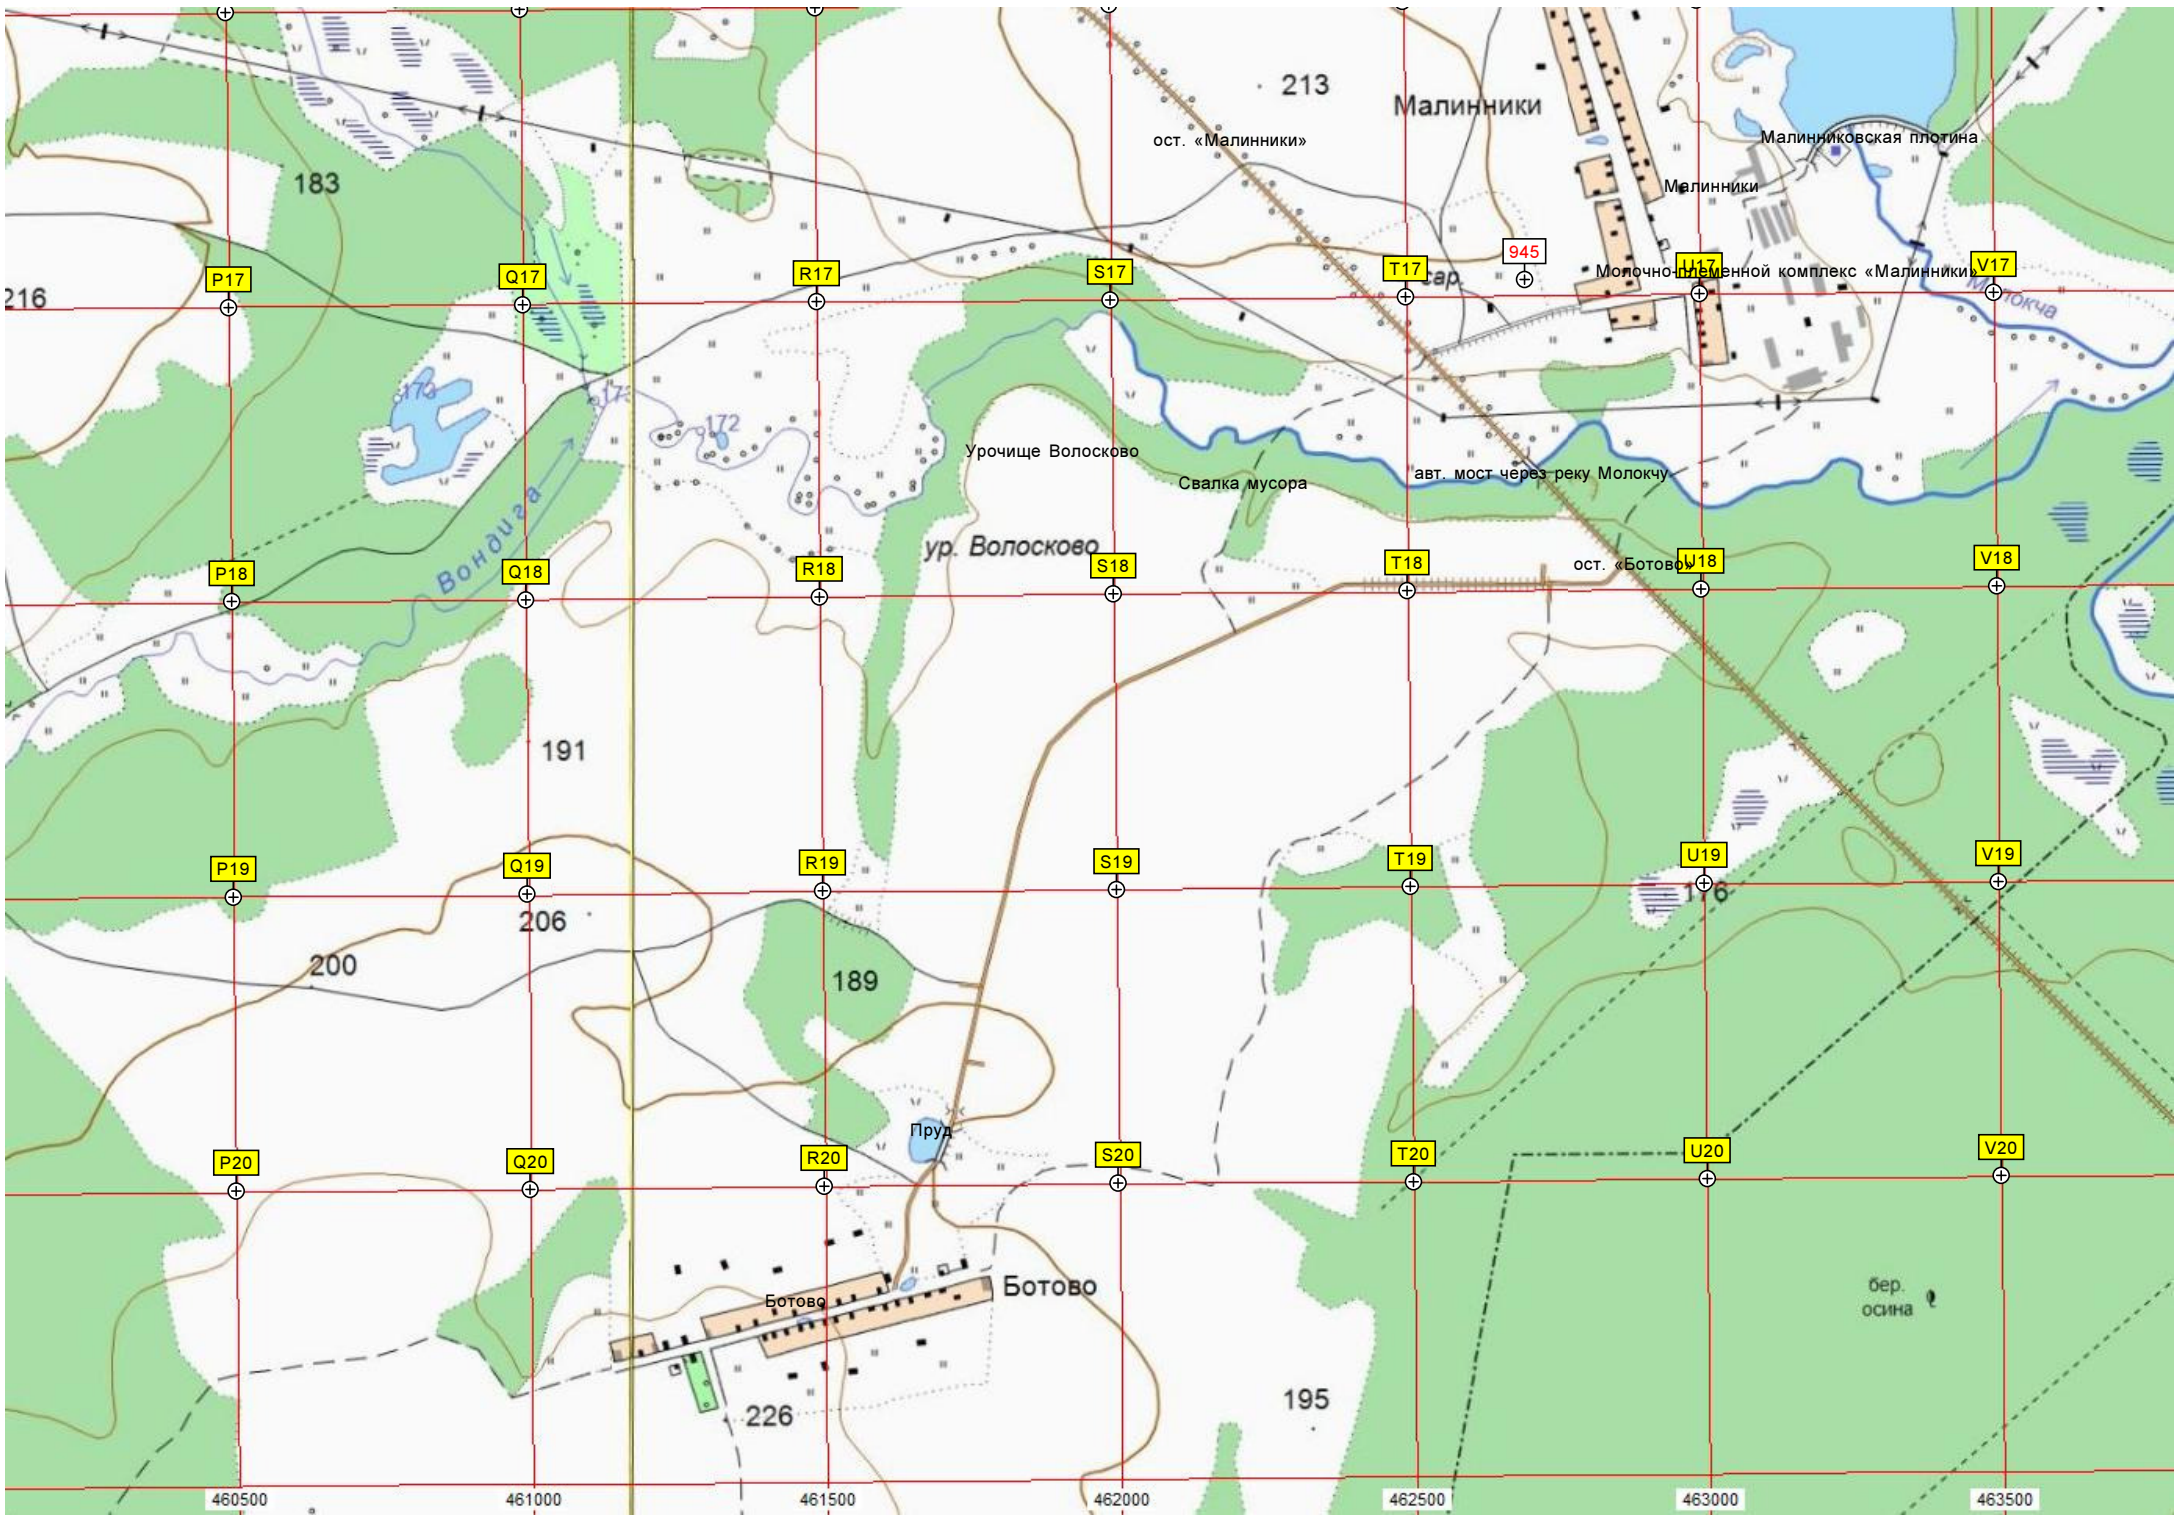 213
Малинники
ост. «Малинники»
Малинниковская плотина
183
Малинники
945
P17
Q17
R17
S17
T17
сар.
Молочно-племенной комплекс «Малинники»
U17
V17
216
Молокча
173
173
172
Урочище Волосково
Свалка мусора
авт. мост через реку Молокчу
Вондига
ур. Волосково
ост. «Ботово»
P18
Q18
R18
S18
T18
U18
V18
191
P19
Q19
R19
S19
T19
U19
V19
176
206
200
189
Пруд
P20
Q20
R20
S20
T20
U20
V20
Ботово
Ботово
бер.
осина
226
195
460500
461000
461500
462000
462500
463000
463500